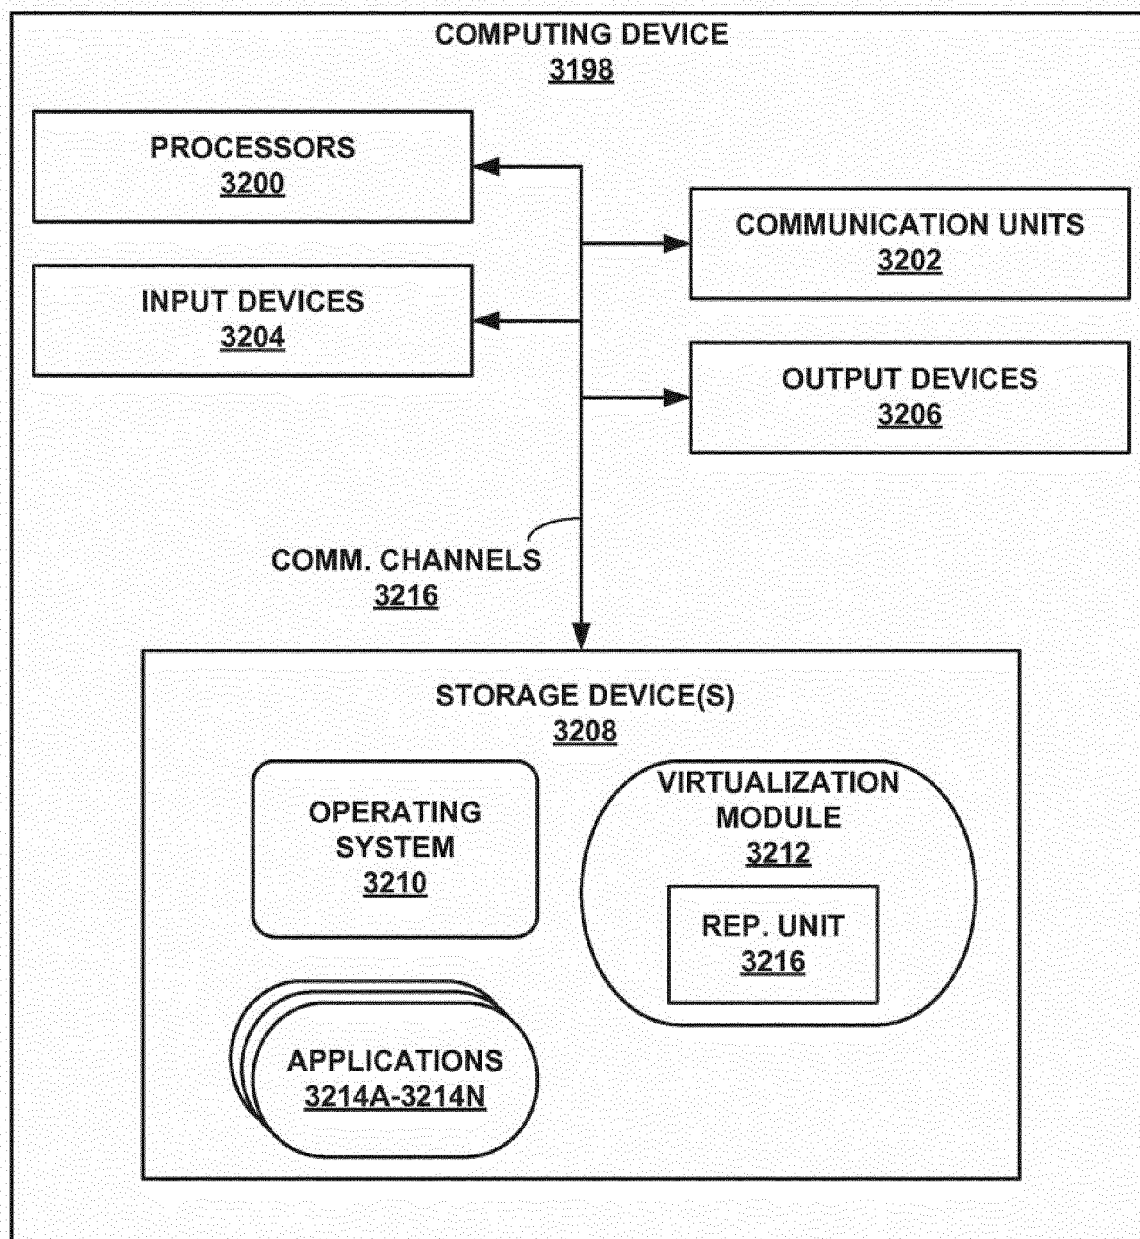 COMPUTING DEVICE
3198
PROCESSORS
3200
COMMUNICATION UNITS
3202
INPUT DEVICES
3204
OUTPUT DEVICES
3206
COMM. CHANNELS
3216
STORAGE DEVICE(S)
3208
OPERATING
SYSTEM
3210
VIRTUALIZATION
MODULE
3212
REP. UNIT
3216
APPLICATIONS
3214A-3214N